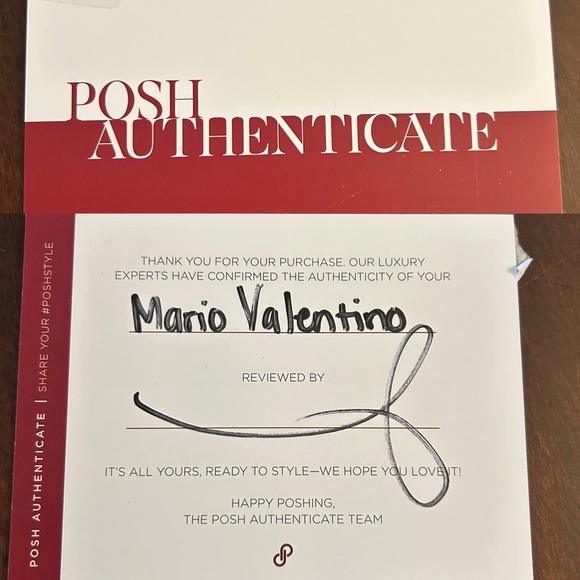 POSH
AUTHENTICATE
THANK YOU FOR YOUR PURCHASE. OUR LUXURY
EXPERTS HAVE CONFIRMED THE AUTHENTICITY OF YOUR
Mario Valentino
REVIEWED BY
IT'S ALL YOURS, READY TO STYLE—WE HOPE YOU LOVE IT!
HAPPY POSHING,
THE POSH AUTHENTICATE TEAM
POSH AUTHENTICATE | SHARE YOUR #POSHSTYLE